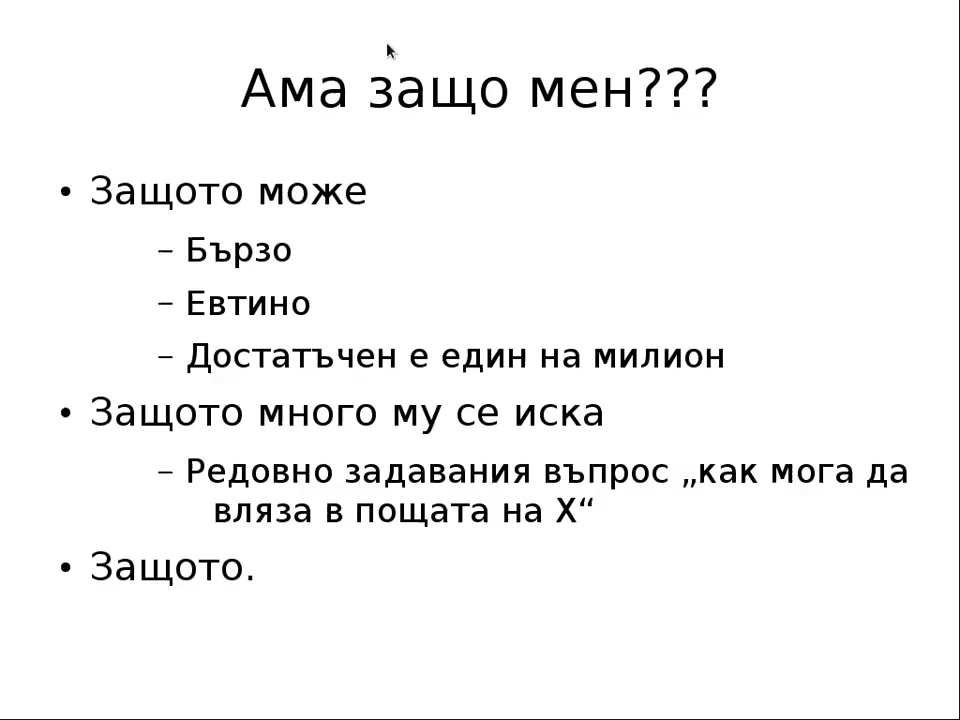 Ама защо мен???
• Защото може
– Бързо
– Евтино
– Достатъчен е един на милион
• Защото много му се иска
– Редовно задавания въпрос „как мога да
вляза в пощата на X“
• Защото.